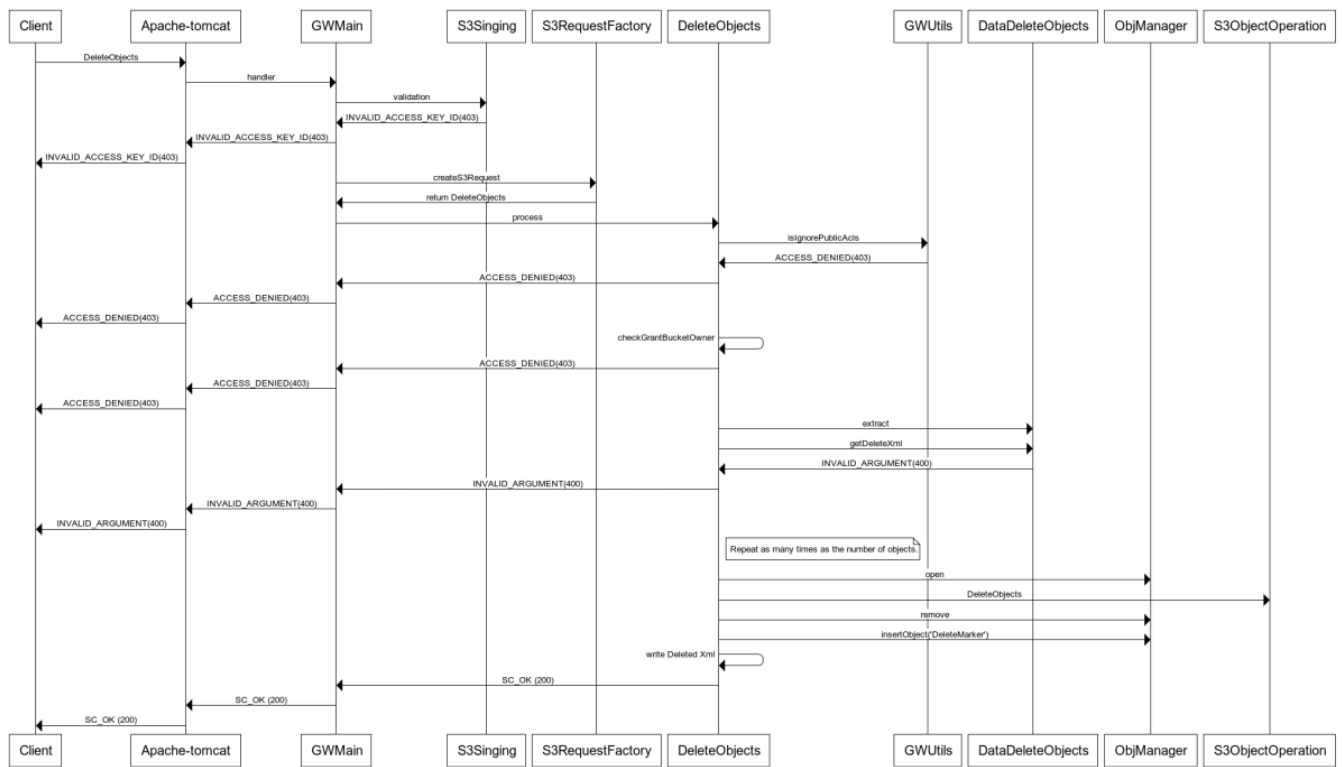 Client Apache-tomcat GWMain S3Singing S3RequestFactory DeleteObjects GWUtils DataDeleteObjects ObjManager S3ObjectOperation
DeleteObjects
handler
validation
INVALID_ACCESS_KEY_ID(403)
INVALID_ACCESS_KEY_ID(403)
INVALID_ACCESS_KEY_ID(403)
createS3Request
return DeleteObjects
process
isIgnorePublicAcls
ACCESS_DENIED(403)
ACCESS_DENIED(403)
ACCESS_DENIED(403)
ACCESS_DENIED(403)
checkGrantBucketOwner
ACCESS_DENIED(403)
ACCESS_DENIED(403)
ACCESS_DENIED(403)
extract
getDeleteXml
INVALID_ARGUMENT(400)
INVALID_ARGUMENT(400)
INVALID_ARGUMENT(400)
INVALID_ARGUMENT(400)
Repeat as many times as the number of objects.
open
DeleteObjects
remove
insertObject('DeleteMarker')
write Deleted Xml
SC_OK (200)
SC_OK (200)
SC_OK (200)
Client Apache-tomcat GWMain S3Singing S3RequestFactory DeleteObjects GWUtils DataDeleteObjects ObjManager S3ObjectOperation